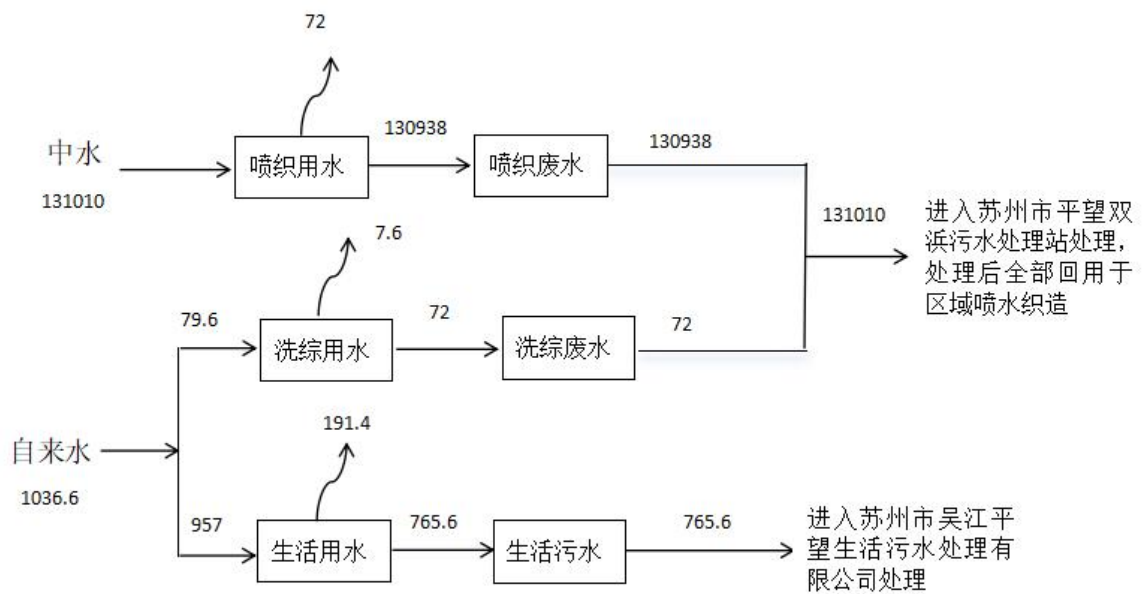 72
130938
130938
中水
喷织用水
喷织废水
131010
131010
进入苏州市平望双
浜污水处理站处理，
处理后全部回用于
区域喷水织造
7.6
79.6
72
72
洗综用水
洗综废水
191.4
自来水
1036.6
957
765.6
765.6
生活用水
生活污水
进入苏州市吴江平
望生活污水处理有
限公司处理